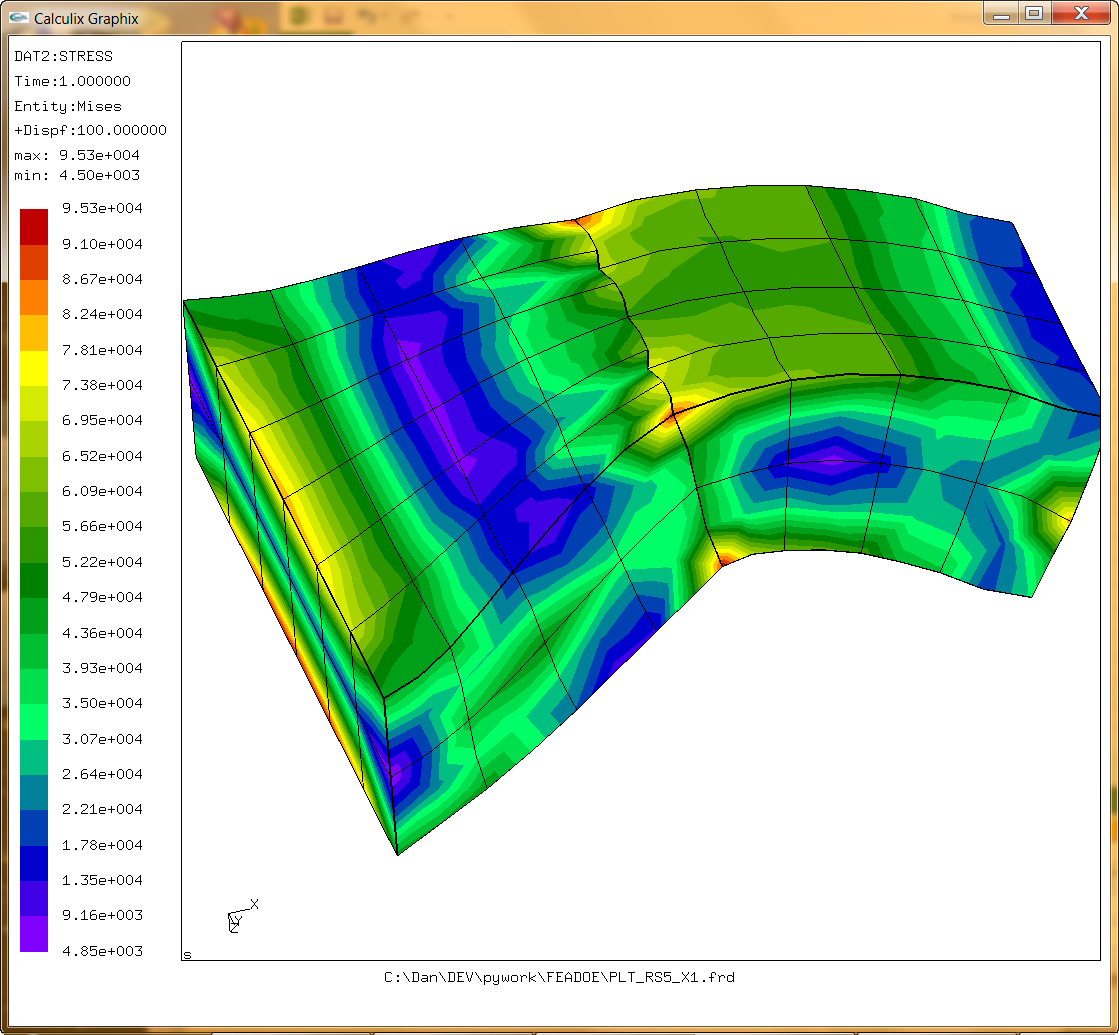 Calculix Graphix
DAT2:STRESS
Time:1.000000
Entity:Mises
+Dispf:100.000000
max: 9.53e+004
min: 4.50e+003
9.53e+004
9.10e+004
8.67e+004
8.24e+004
7.81e+004
7.38e+004
6.95e+004
6.52e+004
6.09e+004
5.66e+004
5.22e+004
4.79e+004
4.36e+004
3.93e+004
3.50e+004
3.07e+004
2.64e+004
2.21e+004
1.78e+004
1.35e+004
9.16e+003
4.85e+003
X
Y
Z
s
C:\Dan\DEV\pywork\FEADOE\PLT_RS5_X1.frd